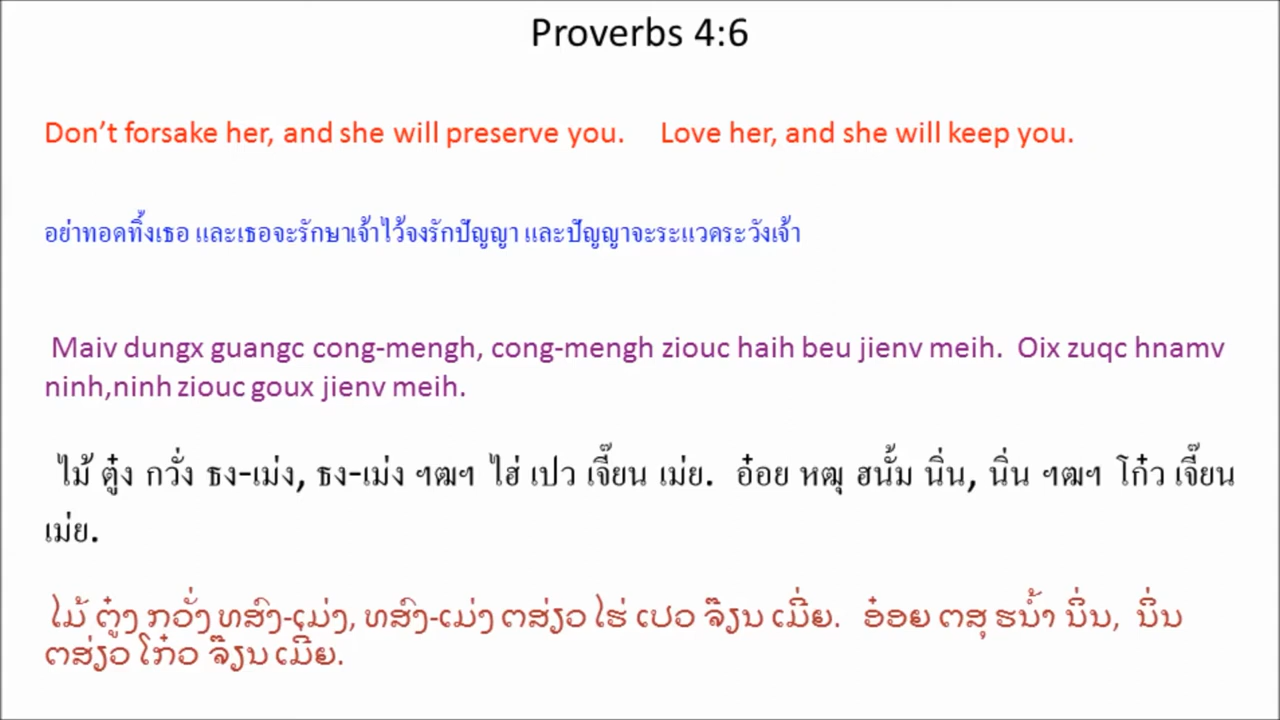 Proverbs 4:6
Don’t forsake her, and she will preserve you. Love her, and she will keep you.
อย่าทอดทิ้งเธอ และเธอจะรักษาเจ้าไว้จงรักปัญญา และปัญญาจะระแวดระวังเจ้า
Maiv dungx guangc cong-mengh, cong-mengh ziouc haih beu jienv meih. Oix zuqc hnamv
ninh,ninh ziouc goux jienv meih.
ไม้ ตู๋ง กวั่ง ธง-เม่ง, ธง-เม่ง ฯฒฯ ไฮ่ เปว เจี๊ยน เม่ย. อ๋อย หฒุ ฮนั้ม นิ่น, นิ่น ฯฒฯ โก๋ว เจี๊ยน
เม่ย.
ໄມ້ ຕູ໋ງ ກວັ່ງ ທສົງ-ເມ່ງ, ທສົງ-ເມ່ງ ຕສ່ຽວ ໄຮ່ ເປວ ຈ໊ຽນ ເມີ່ຍ. ອ໋ອຍ ຕສຸ ຮນ້ຳ ນິ່ນ, ນິ່ນ
ຕສ່ຽວ ໂກ໋ວ ຈ໊ຽນ ເມີ່ຍ.